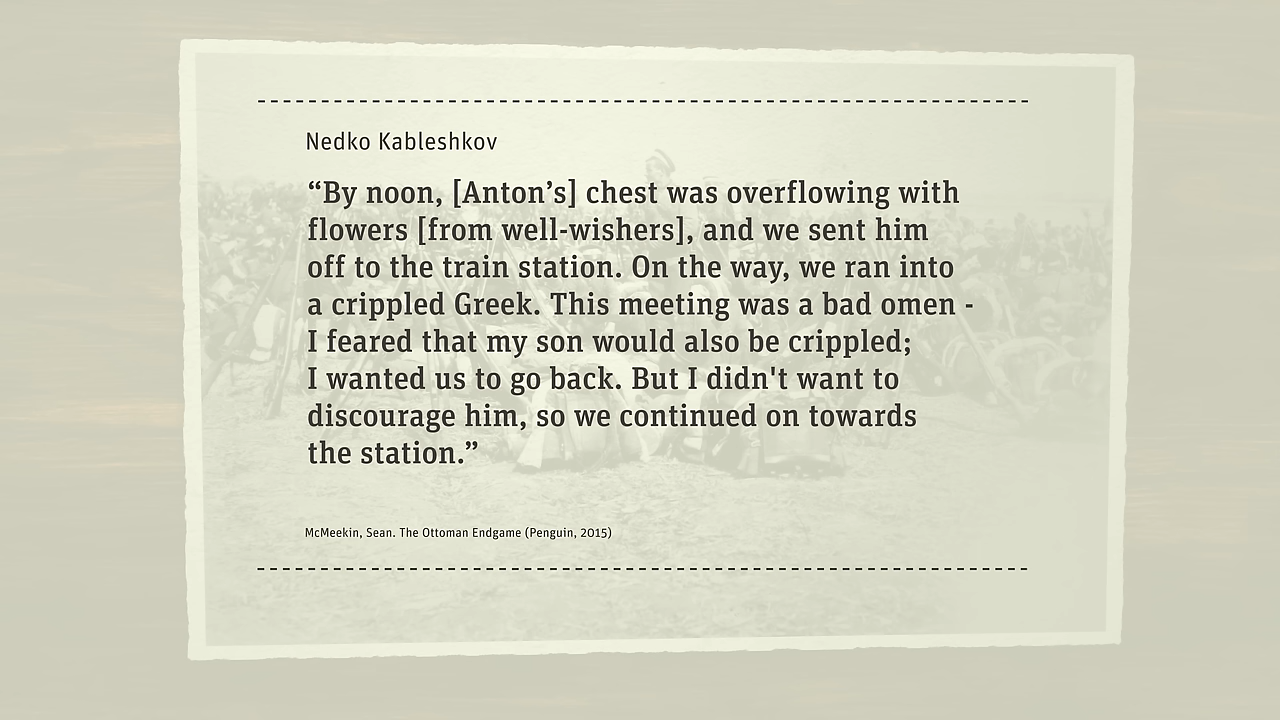 Nedko Kableshkov
“By noon, [Anton’s] chest was overflowing with
flowers [from well-wishers], and we sent him
off to the train station. On the way, we ran into
a crippled Greek. This meeting was a bad omen -
I feared that my son would also be crippled;
I wanted us to go back. But I didn't want to
discourage him, so we continued on towards
the station.”
McMeekin, Sean. The Ottoman Endgame (Penguin, 2015)